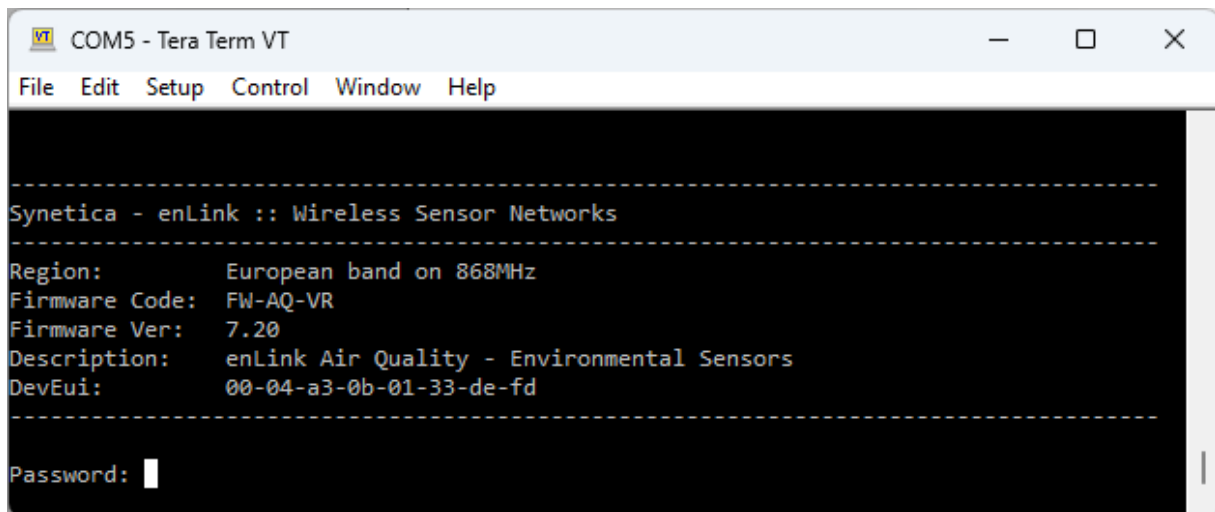 COM5 - Tera Term VT
File Edit Setup Control Window Help
--------------------------------------------------------------------------------------
Synetica - enLink :: Wireless Sensor Networks
--------------------------------------------------------------------------------------
Region: European band on 868MHz
Firmware Code: FW-AQ-VR
Firmware Ver: 7.20
Description: enLink Air Quality - Environmental Sensors
DevEui: 00-04-a3-0b-01-33-de-fd
--------------------------------------------------------------------------------------
Password: